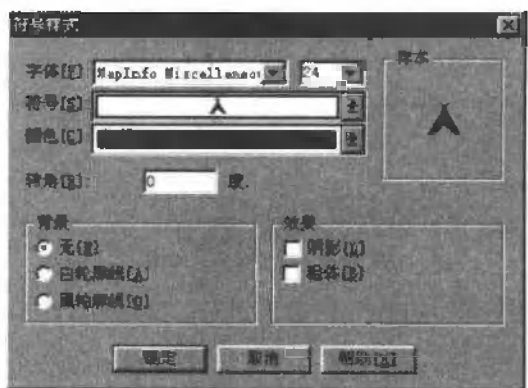 符号样式
字体[F] MapInfo Miscellaneou 24
样本
符号[S]
颜色[C]
转角(R): 0 度.
背景
无(N)
白轮廓线(A)
黑轮廓线(O)
效果
阴影(W)
粗体(B)
确定 取消 帮助(H)